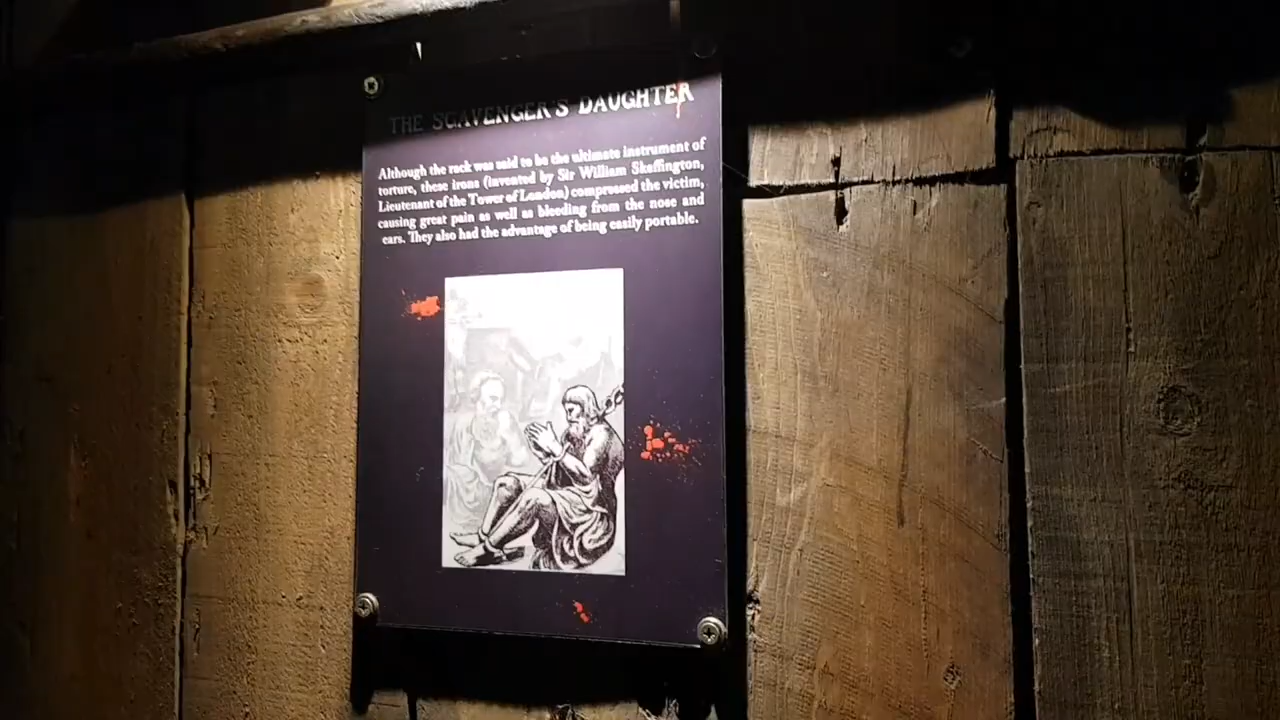 THE SCAVENGER'S DAUGHTER
Although the rack was said to be the ultimate instrument of
torture, these irons (invented by Sir William Skeffington,
Lieutenant of the Tower of London) compressed the victim,
causing great pain as well as bleeding from the nose and
ears. They also had the advantage of being easily portable.